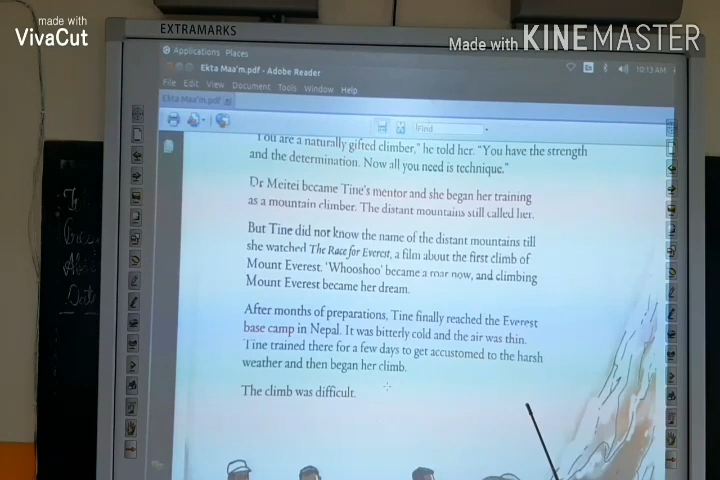 made with
VivaCut
Made with KINEMASTER
EXTRAMARKS
Applications Places
Ekta Maa'm.pdf - Adobe Reader
10:13 AM
File Edit View Document Tools Window Help
Ekta Maa'm.pdf
Find
"You are a naturally gifted climber," he told her. "You have the strength
and the determination. Now all you need is technique."
Dr Meitei became Tine's mentor and she began her training
as a mountain climber. The distant mountains still called her.
But Tine did not know the name of the distant mountains till
she watched The Race for Everest, a film about the first climb of
Mount Everest. 'Whooshoo' became a roar now, and climbing
Mount Everest became her dream.
After months of preparations, Tine finally reached the Everest
base camp in Nepal. It was bitterly cold and the air was thin.
Tine trained there for a few days to get accustomed to the harsh
weather and then began her climb.
The climb was difficult.